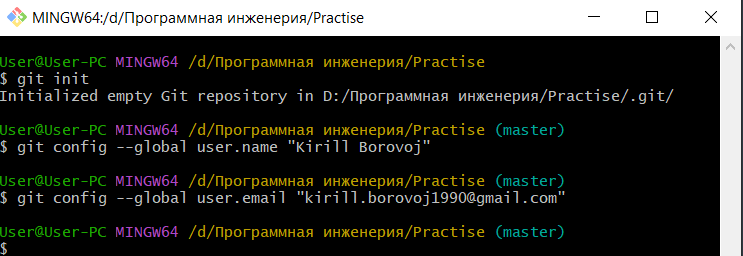 MINGW64:/d/Программная инженерия/Practise
User@User-PC MINGW64 /d/Программная инженерия/Practise
$ git init
Initialized empty Git repository in D:/Программная инженерия/Practise/.git/
User@User-PC MINGW64 /d/Программная инженерия/Practise (master)
$ git config --global user.name "Kirill Borovoj"
User@User-PC MINGW64 /d/Программная инженерия/Practise (master)
$ git config --global user.email "kirill.borovoj1990@gmail.com"
User@User-PC MINGW64 /d/Программная инженерия/Practise (master)
$